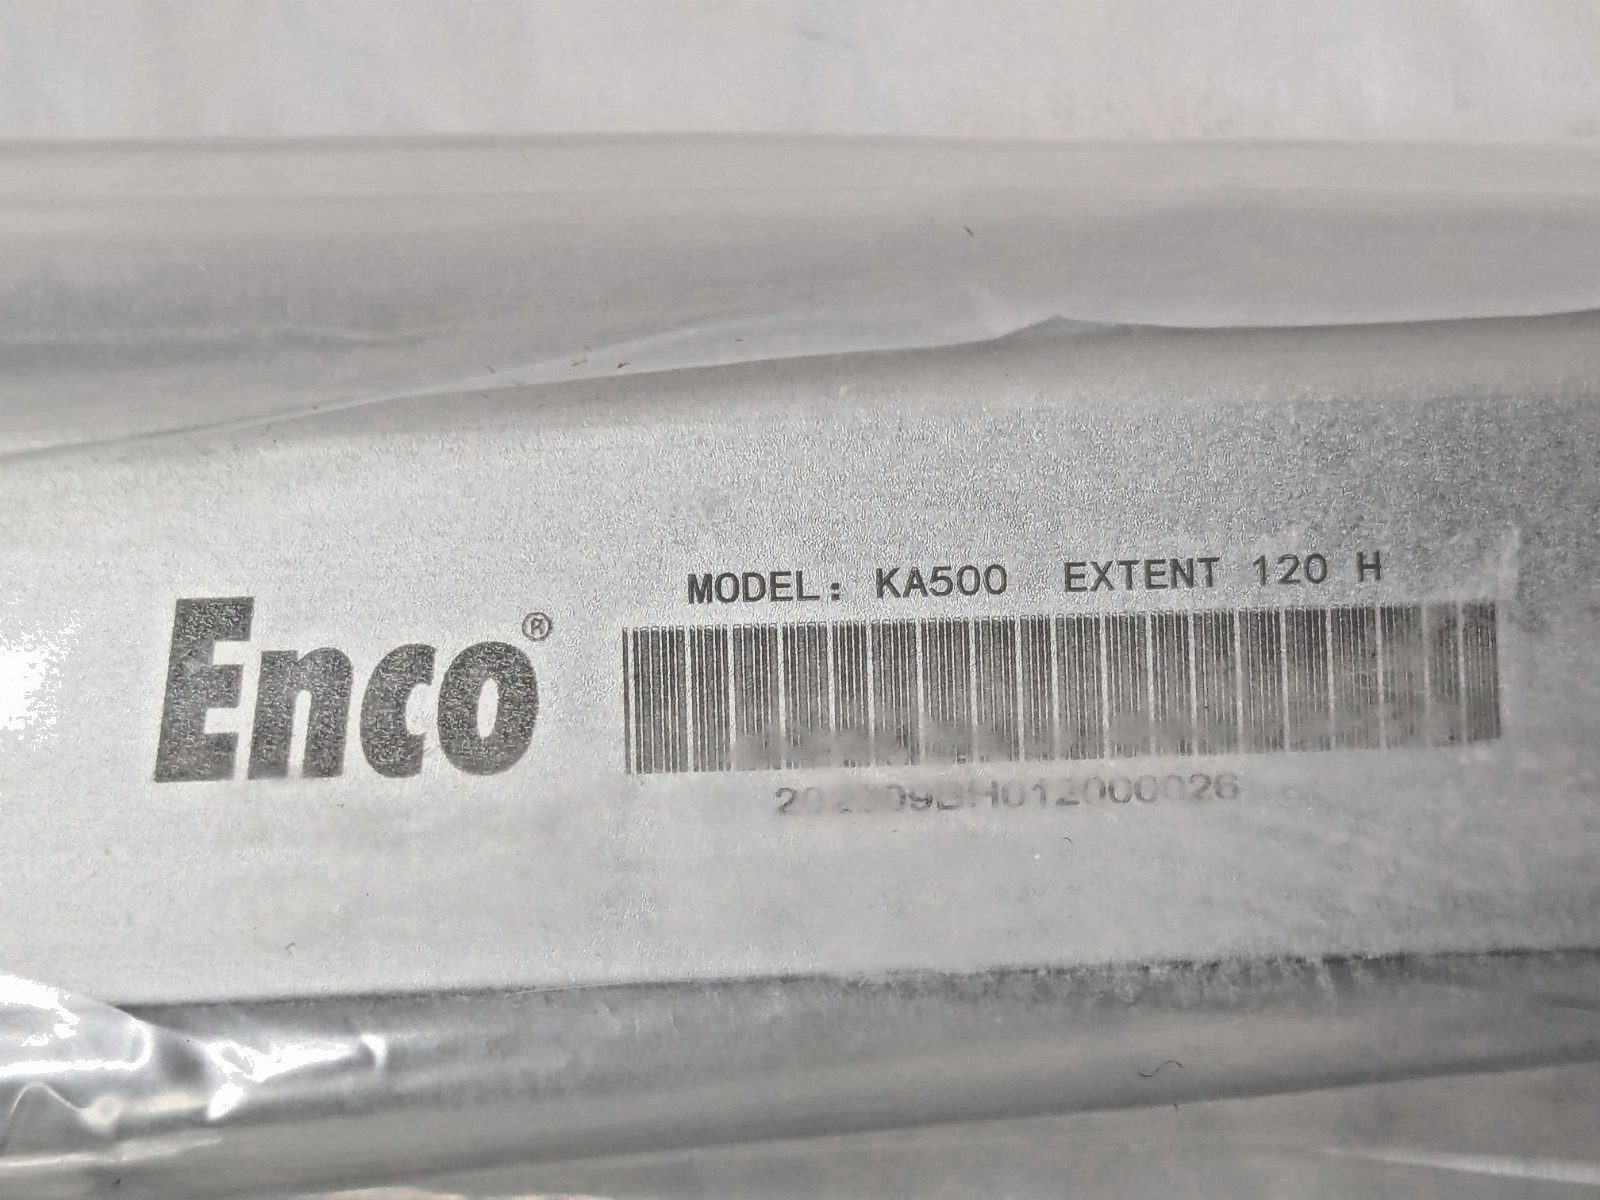 Enco®
MODEL: KA500 EXTENT 120 H